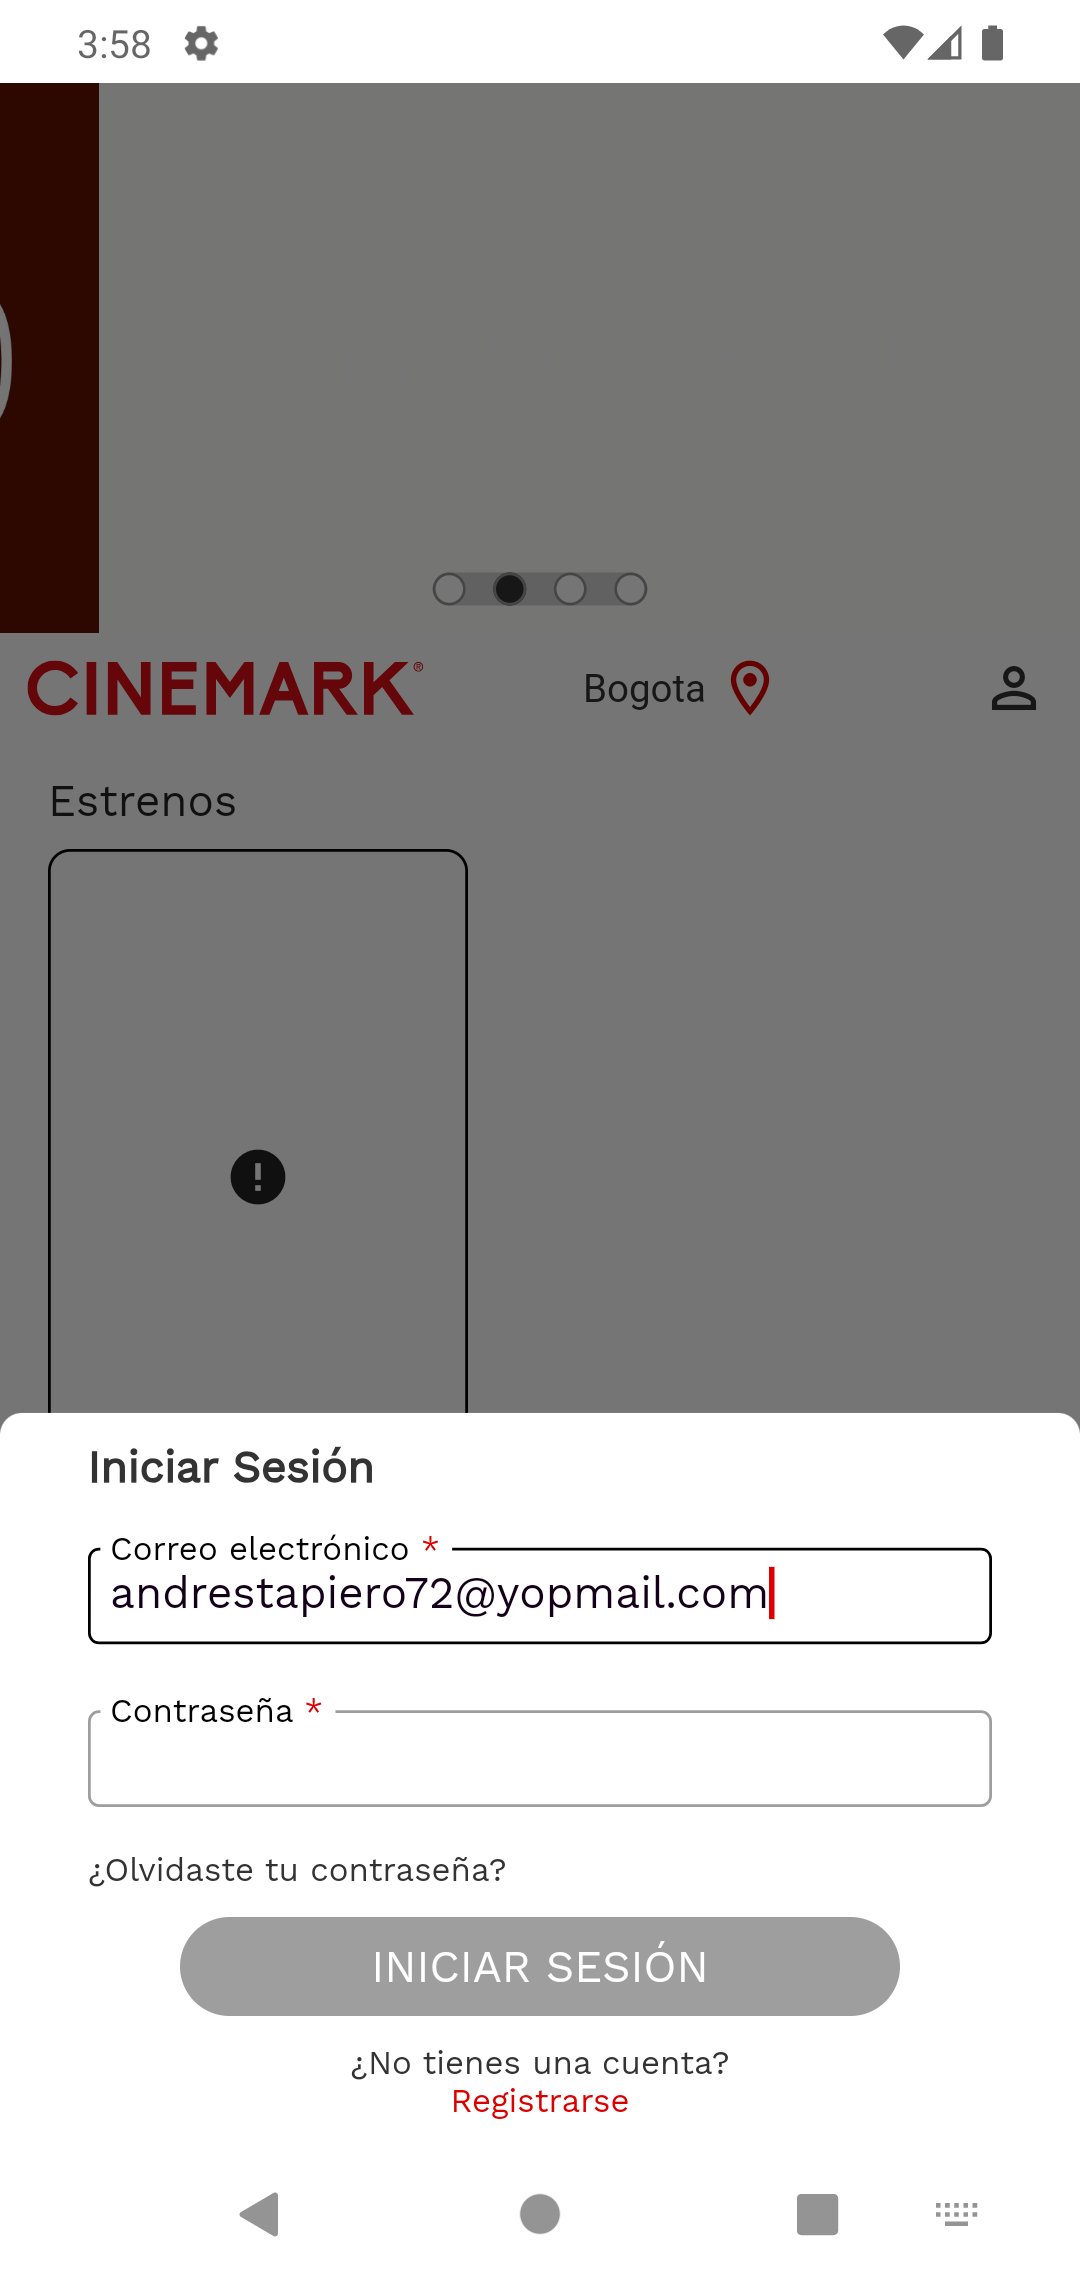 3:58
CINEMARK®
Bogota
Estrenos
Iniciar Sesión
Correo electrónico *
andrestapiero72@yopmail.com
Contraseña *
¿Olvidaste tu contraseña?
INICIAR SESIÓN
¿No tienes una cuenta?
Registrarse